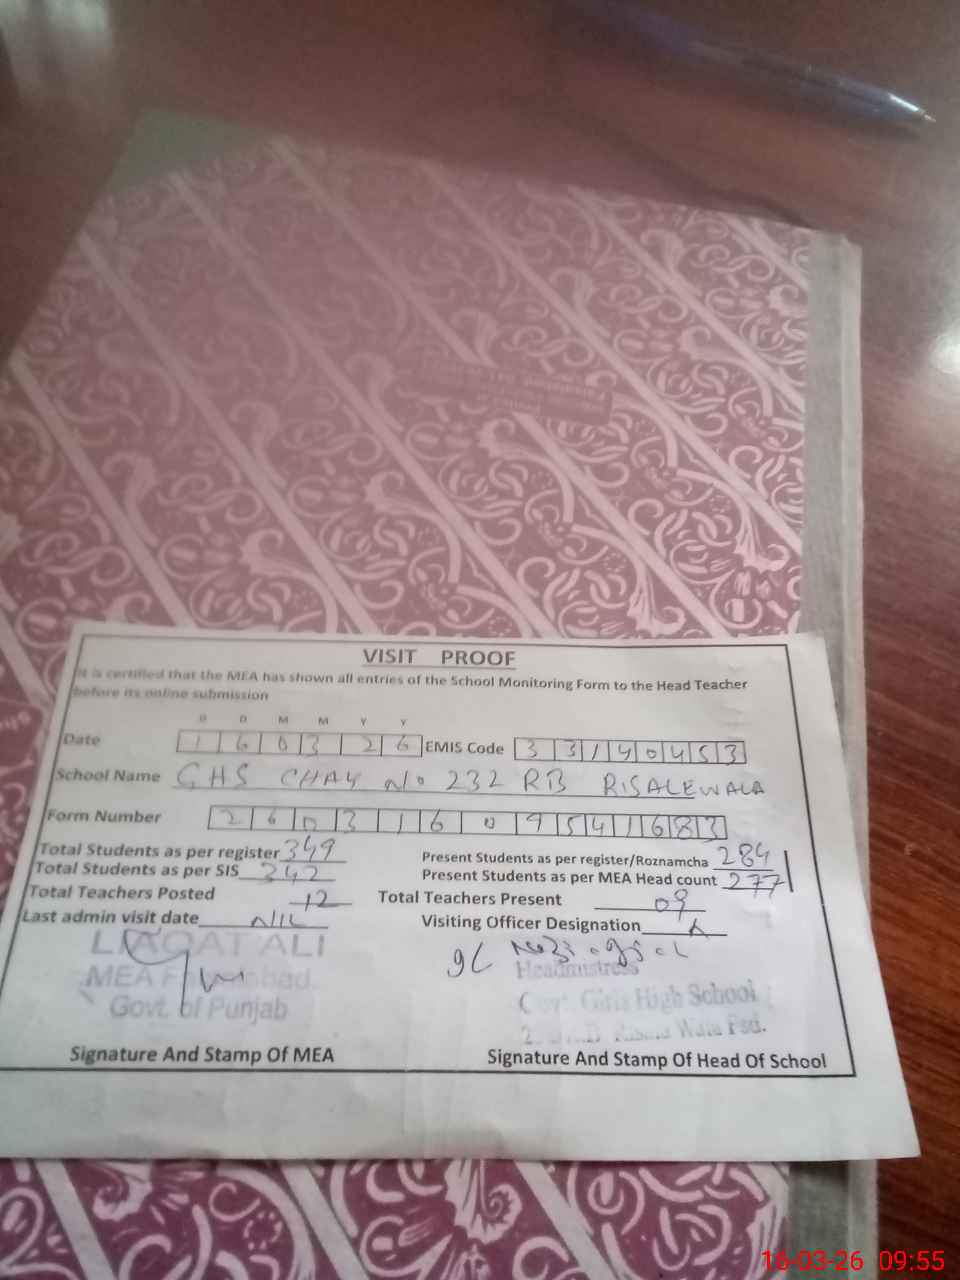 VISIT PROOF
It is certified that the MEA has shown all entries of the School Monitoring Form to the Head Teacher
before its online submission
D D M M Y Y
Date 1 6 0 3 2 6 EMIS Code 3 3 1 4 0 4 5 3
School Name GHS CHAK No 232 RB RISALEWALA
Form Number 2 6 0 3 1 6 0 9 5 4 1 6 8 3
Total Students as per register 349 Present Students as per register/Roznamcha 284
Total Students as per SIS 342 Present Students as per MEA Head count 277
Total Teachers Posted 12 Total Teachers Present 09
Last admin visit date NIL Visiting Officer Designation
LIAQAT ALI
MEA
Govt. of Punjab
Headmistress
Govt. Girls High School
Wala Fsd.
Signature And Stamp Of MEA Signature And Stamp Of Head Of School
16-03-26 09:55